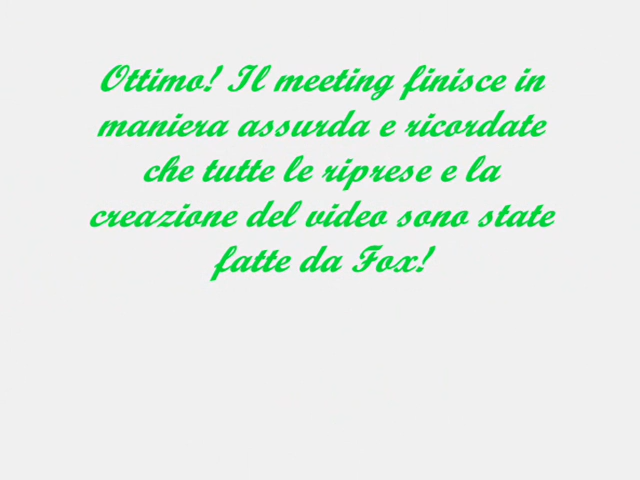 Ottimo! Il meeting finisce in
maniera assurda e ricordate
che tutte le riprese e la
creazione del video sono state
fatte da Fox!